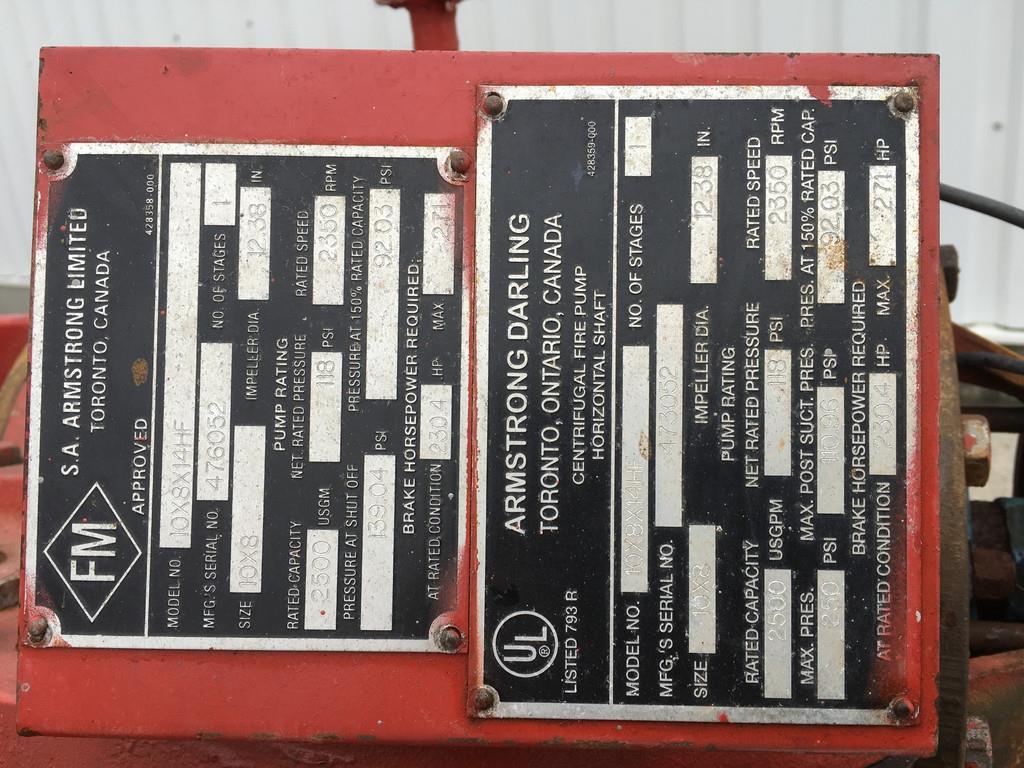 S.A. ARMSTRONG LIMITED
TORONTO, CANADA
FM
APPROVED
428358-000
MODEL NO. 10X8X14HF
MFG.'S SERIAL NO. 476052 NO. OF STAGES 1
SIZE 10X8 IMPELLER DIA. 12.38 IN.
PUMP RATING
RATED CAPACITY NET. RATED PRESSURE RATED SPEED
2500 USGM 118 PSI 2350 RPM
PRESSURE AT SHUT OFF PRESSURE AT 150% RATED CAPACITY
139.04 PSI 92.03 PSI
BRAKE HORSEPOWER REQUIRED
AT RATED CONDITION 230.4 HP MAX. 271
ARMSTRONG DARLING
TORONTO, ONTARIO, CANADA
CENTRIFUGAL FIRE PUMP
HORIZONTAL SHAFT
UL®
LISTED 793 R
428359-000
MODEL NO. NO. OF STAGES 1
MFG,'S SERIAL NO. 473052
SIZE 10X8 IMPELLER DIA. 12.38 IN.
PUMP RATING
RATED CAPACITY NET RATED PRESSURE RATED SPEED
2500 USGPM 118 PSI 2350 RPM
MAX. PRES. MAX. POST SUCT. PRES. PRES. AT 150% RATED CAP.
250 PSI PSI 92.03 PSI
BRAKE HORSEPOWER REQUIRED
AT RATED CONDITION 230.4 HP MAX. 271 HP